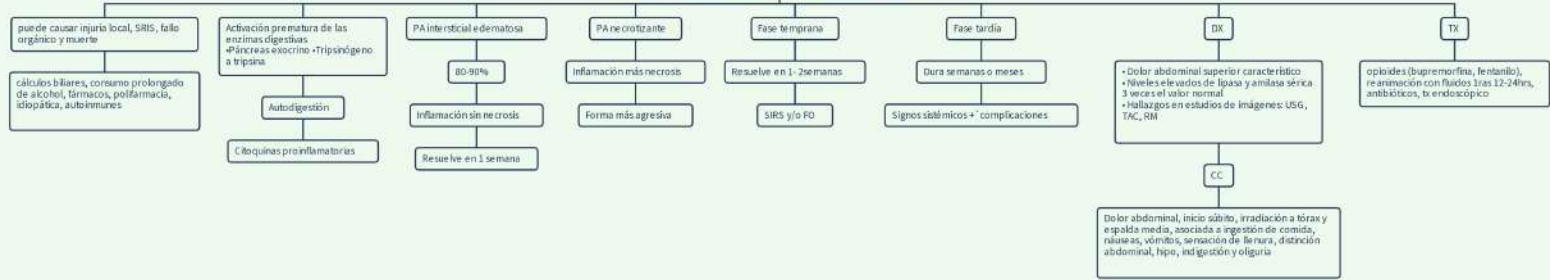 puede causar injuria local, SRIS, fallo
orgánico y muerte
cálculos biliares, consumo prolongado
de alcohol, fármacos, polifarmacia,
idiopática, autoinmunes
Activación prematura de las
enzimas digestivas
•Páncreas exocrino •Tripsinógeno
a tripsina
Autodigestión
Citoquinas proinflamatorias
PA intersticial edematosa
80-90%
Inflamación sin necrosis
Resuelve en 1 semana
PA necrotizante
Inflamación más necrosis
Forma más agresiva
Fase temprana
Resuelve en 1- 2semanas
SIRS y/o FO
Fase tardía
Dura semanas o meses
Signos sistémicos +´complicaciones
DX
• Dolor abdominal superior característico
• Niveles elevados de lipasa y amilasa sérica
3 veces el valor normal
• Hallazgos en estudios de imágenes: USG,
TAC, RM
CC
Dolor abdominal, inicio súbito, irradiación a tórax y
espalda media, asociada a ingestión de comida,
náuseas, vómitos, sensación de llenura, distinción
abdominal, hipo, indigestión y oliguria
TX
opioides (bupremorfina, fentanilo),
reanimación con fluidos 1ras 12-24hrs,
antibióticos, tx endoscópico